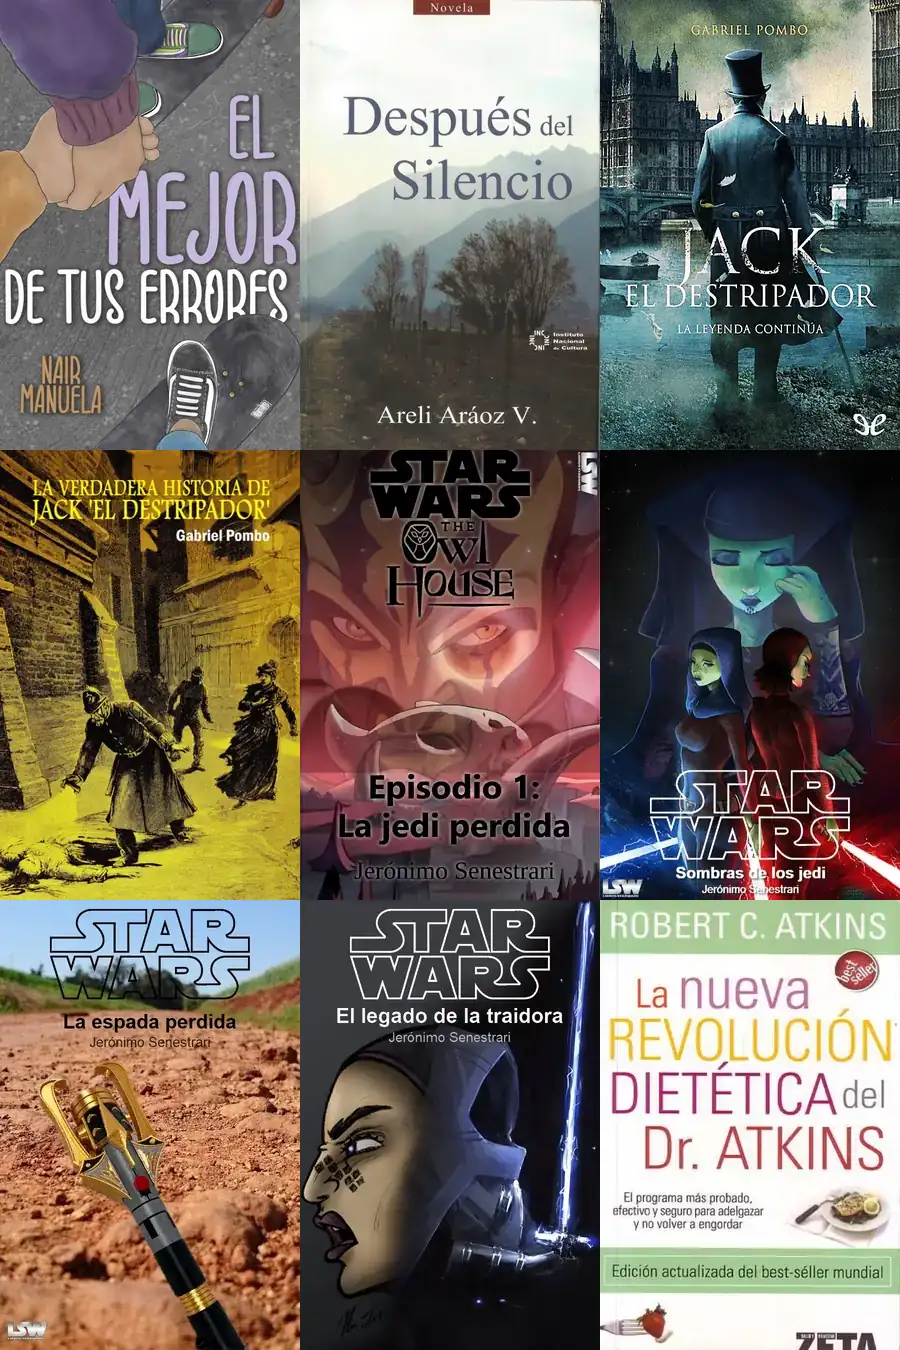 EL
MEJOR
DE TUS ERRORES
NAIR
MANUELA
Novela
Después del
Silencio
INC
Instituto
Nacional
de Cultura
Areli Aráoz V.
GABRIEL POMBO
JACK
EL DESTRIPADOR
LA LEYENDA CONTINÚA
LA VERDADERA HISTORIA DE
JACK 'EL DESTRIPADOR'
Gabriel Pombo
STAR
WARS
THE
OWL
HOUSE
Episodio 1:
La jedi perdida
Jerónimo Senestrari
STAR
WARS
Sombras de los jedi
Jerónimo Senestrari
LSW
STAR
WARS
La espada perdida
Jerónimo Senestrari
LSW
STAR
WARS
El legado de la traidora
Jerónimo Senestrari
ROBERT C. ATKINS
best
seller
La nueva
REVOLUCIÓN
DIETÉTICA del
Dr. ATKINS
El programa más probado,
efectivo y seguro para adelgazar
y no volver a engordar
Edición actualizada del best-séller mundial
ZETA